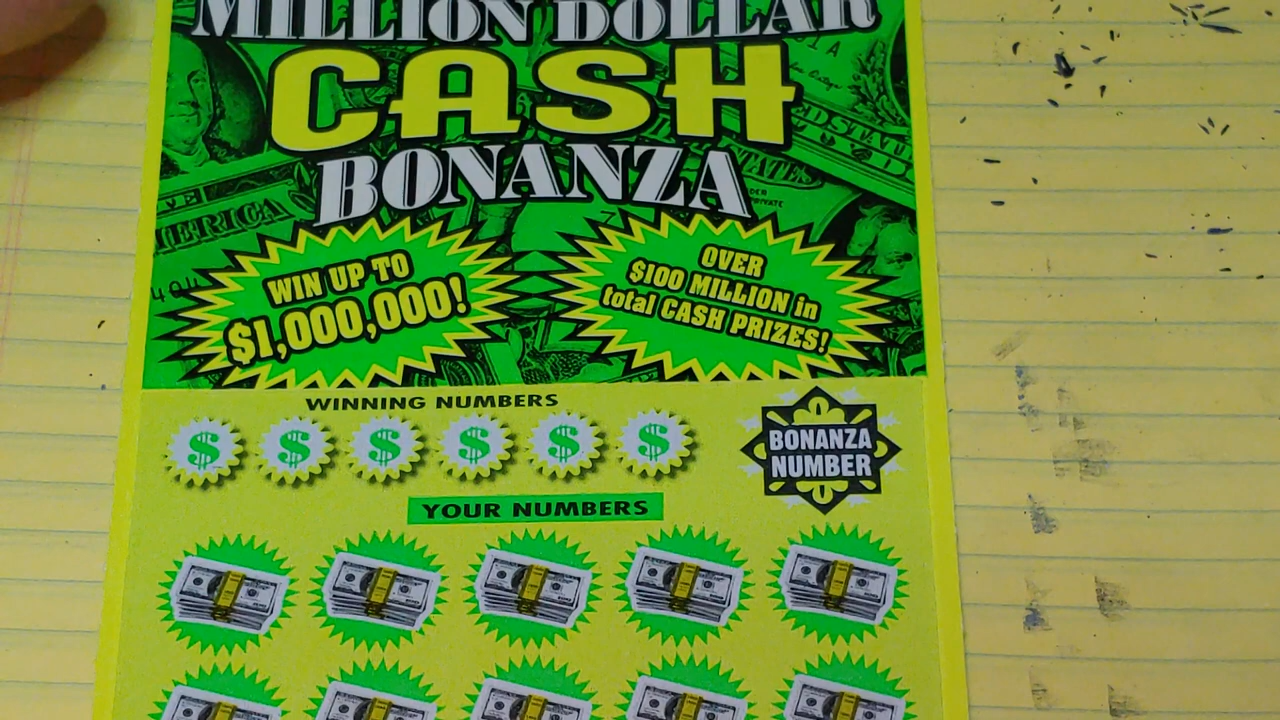 MILLION DOLLAR
CASH
BONANZA
WIN UP TO
$1,000,000!
OVER
$100 MILLION in
total CASH PRIZES!
WINNING NUMBERS
$ $ $ $ $ $
BONANZA
NUMBER
YOUR NUMBERS